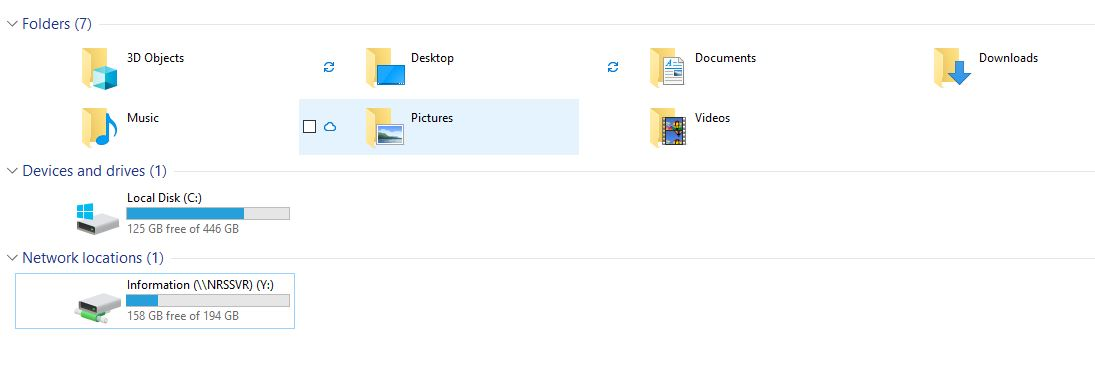 Folders (7)
3D Objects
Desktop
Documents
Downloads
Music
Pictures
Videos
Devices and drives (1)
Local Disk (C:)
125 GB free of 446 GB
Network locations (1)
Information (\\NRSSVR) (Y:)
158 GB free of 194 GB